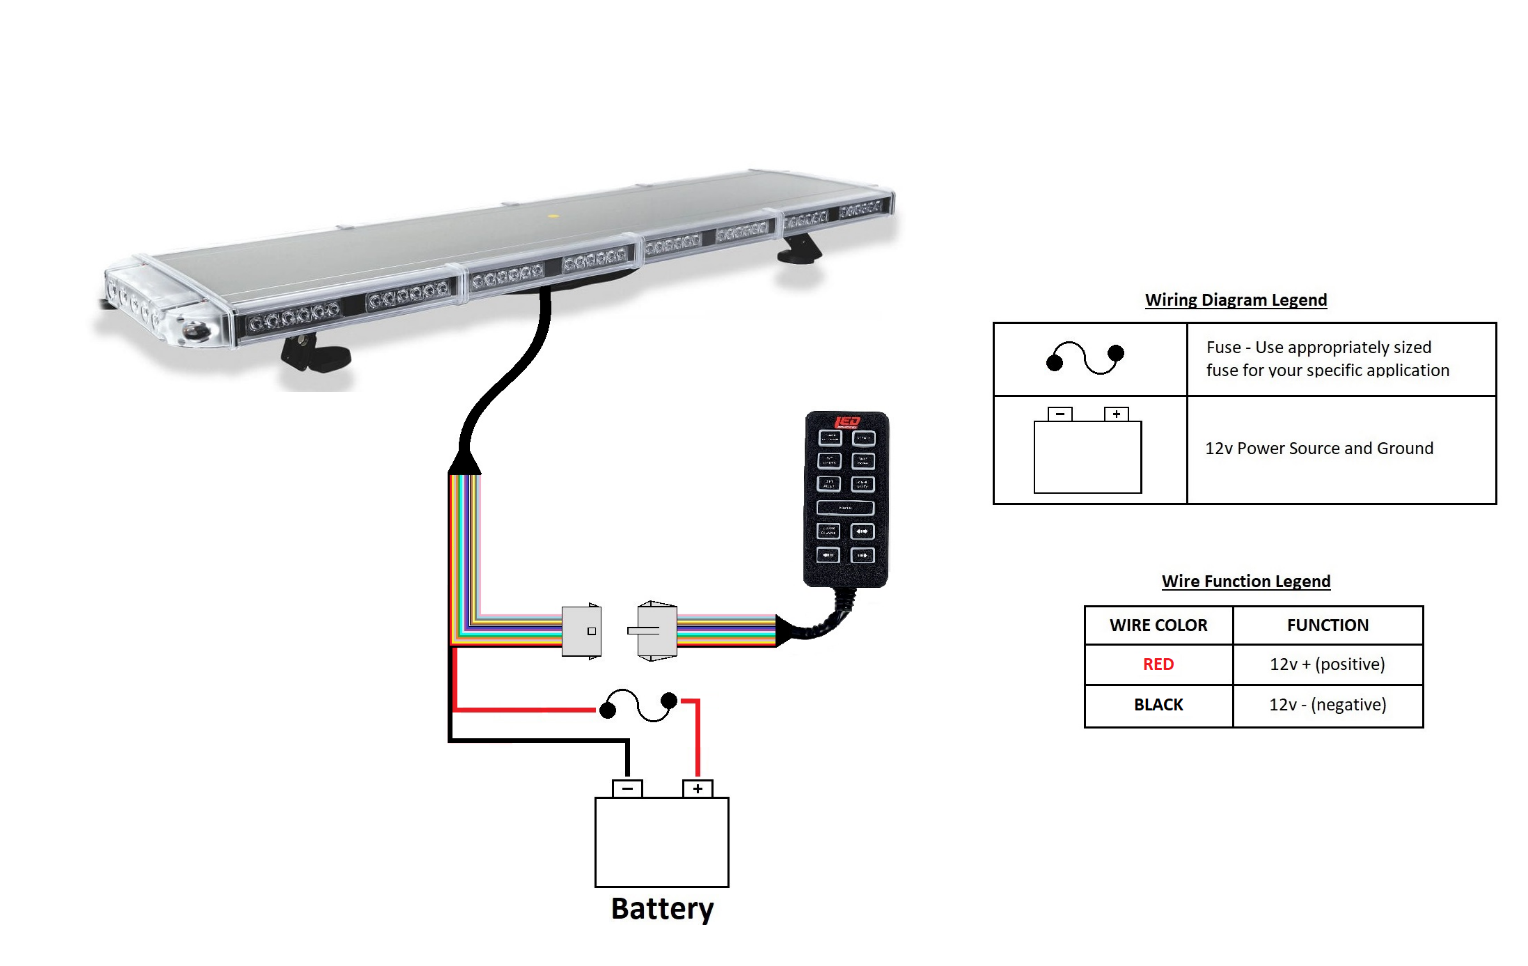 Wiring Diagram Legend
Fuse - Use appropriately sized
fuse for your specific application
− +
12v Power Source and Ground
LED
Wire Function Legend
WIRE COLOR FUNCTION
RED 12v + (positive)
BLACK 12v - (negative)
− +
Battery